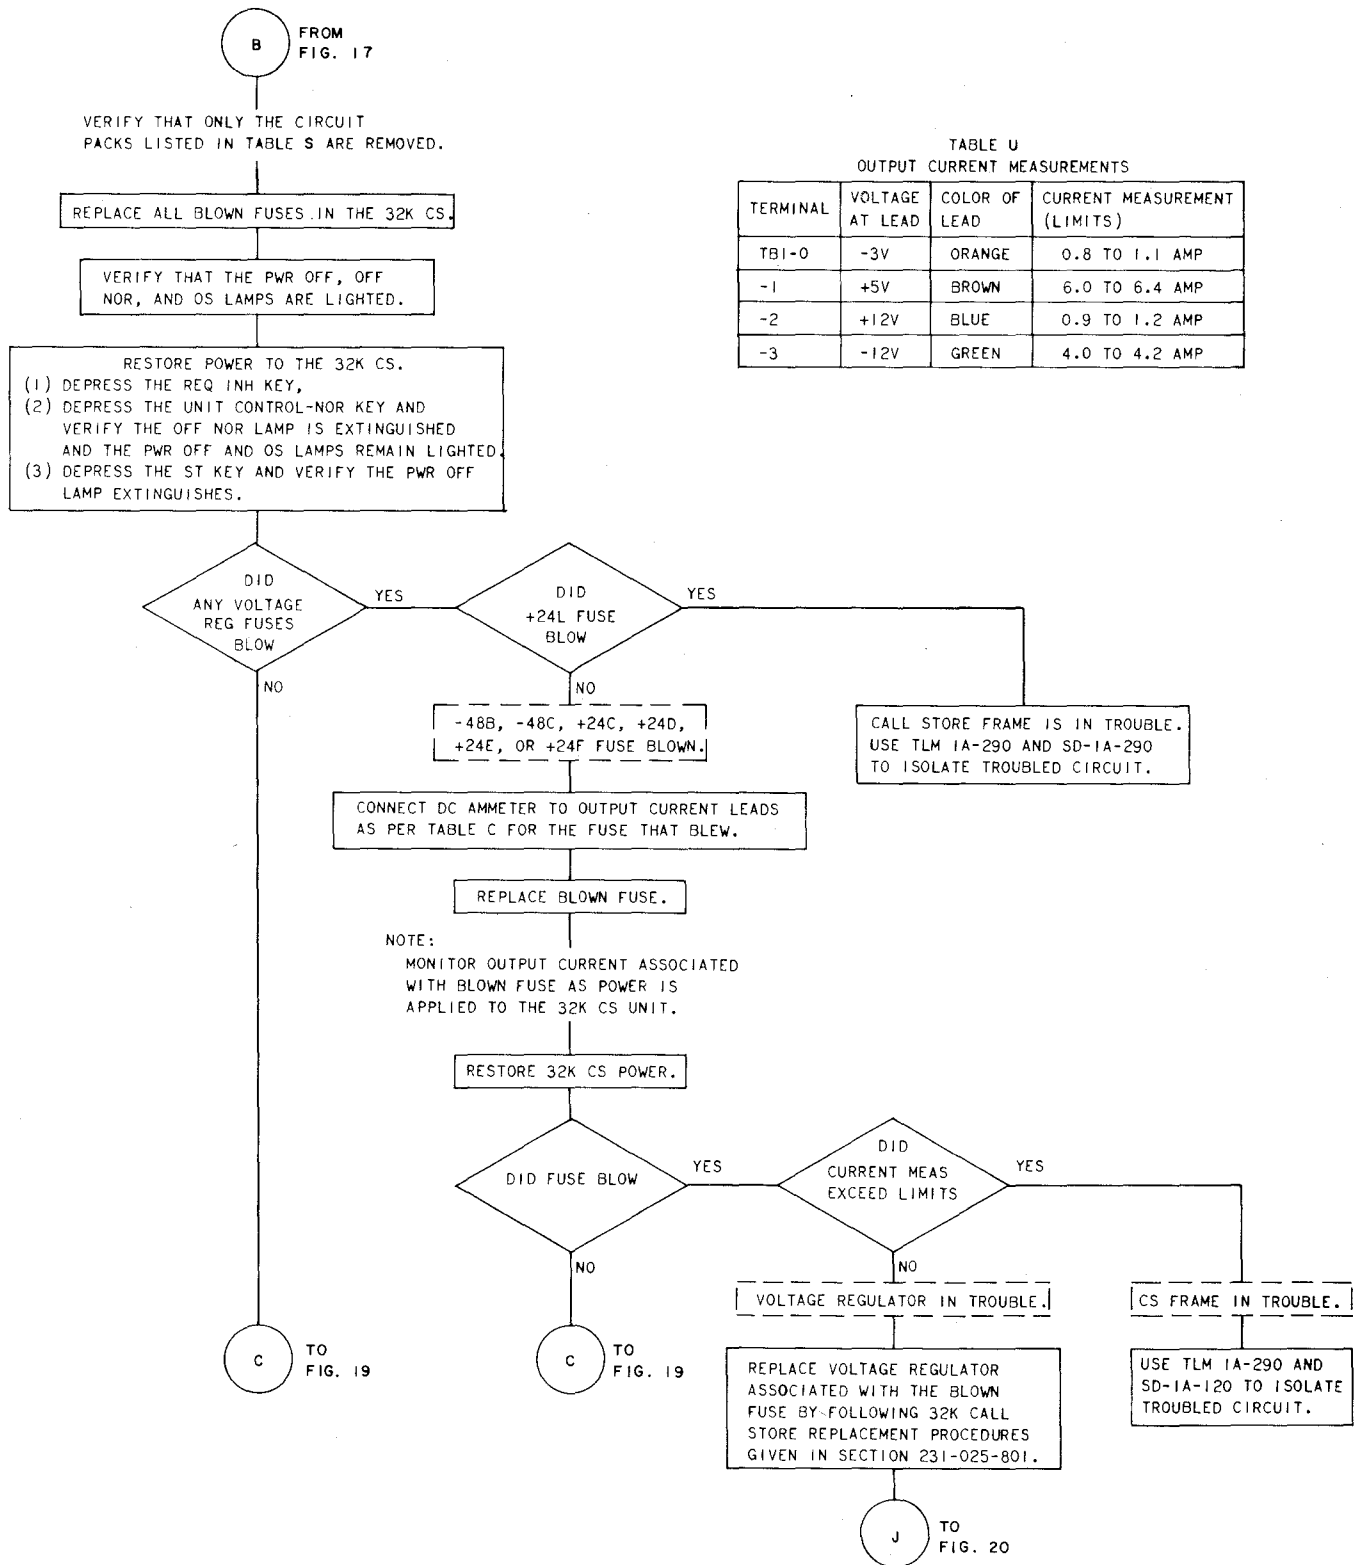 B
FROM
FIG. 17
VERIFY THAT ONLY THE CIRCUIT
PACKS LISTED IN TABLE S ARE REMOVED.
REPLACE ALL BLOWN FUSES IN THE 32K CS.
VERIFY THAT THE PWR OFF, OFF
NOR, AND OS LAMPS ARE LIGHTED.
RESTORE POWER TO THE 32K CS.
(1) DEPRESS THE REQ INH KEY,
(2) DEPRESS THE UNIT CONTROL-NOR KEY AND
VERIFY THE OFF NOR LAMP IS EXTINGUISHED
AND THE PWR OFF AND OS LAMPS REMAIN LIGHTED.
(3) DEPRESS THE ST KEY AND VERIFY THE PWR OFF
LAMP EXTINGUISHES.
TABLE U
OUTPUT CURRENT MEASUREMENTS
TERMINAL VOLTAGE AT LEAD COLOR OF LEAD CURRENT MEASUREMENT (LIMITS)
TB1-0 -3V ORANGE 0.8 TO 1.1 AMP
-1 +5V BROWN 6.0 TO 6.4 AMP
-2 +12V BLUE 0.9 TO 1.2 AMP
-3 -12V GREEN 4.0 TO 4.2 AMP
DID
ANY VOLTAGE
REG FUSES
BLOW
YES
NO
DID
+24L FUSE
BLOW
YES
NO
CALL STORE FRAME IS IN TROUBLE.
USE TLM 1A-290 AND SD-1A-290
TO ISOLATE TROUBLED CIRCUIT.
-48B, -48C, +24C, +24D,
+24E, OR +24F FUSE BLOWN.
CONNECT DC AMMETER TO OUTPUT CURRENT LEADS
AS PER TABLE C FOR THE FUSE THAT BLEW.
REPLACE BLOWN FUSE.
NOTE:
MONITOR OUTPUT CURRENT ASSOCIATED
WITH BLOWN FUSE AS POWER IS
APPLIED TO THE 32K CS UNIT.
RESTORE 32K CS POWER.
DID FUSE BLOW
YES
NO
DID
CURRENT MEAS
EXCEED LIMITS
YES
NO
VOLTAGE REGULATOR IN TROUBLE.
CS FRAME IN TROUBLE.
C
TO
FIG. 19
C
TO
FIG. 19
REPLACE VOLTAGE REGULATOR
ASSOCIATED WITH THE BLOWN
FUSE BY FOLLOWING 32K CALL
STORE REPLACEMENT PROCEDURES
GIVEN IN SECTION 231-025-801.
USE TLM 1A-290 AND
SD-1A-120 TO ISOLATE
TROUBLED CIRCUIT.
J
TO
FIG. 20